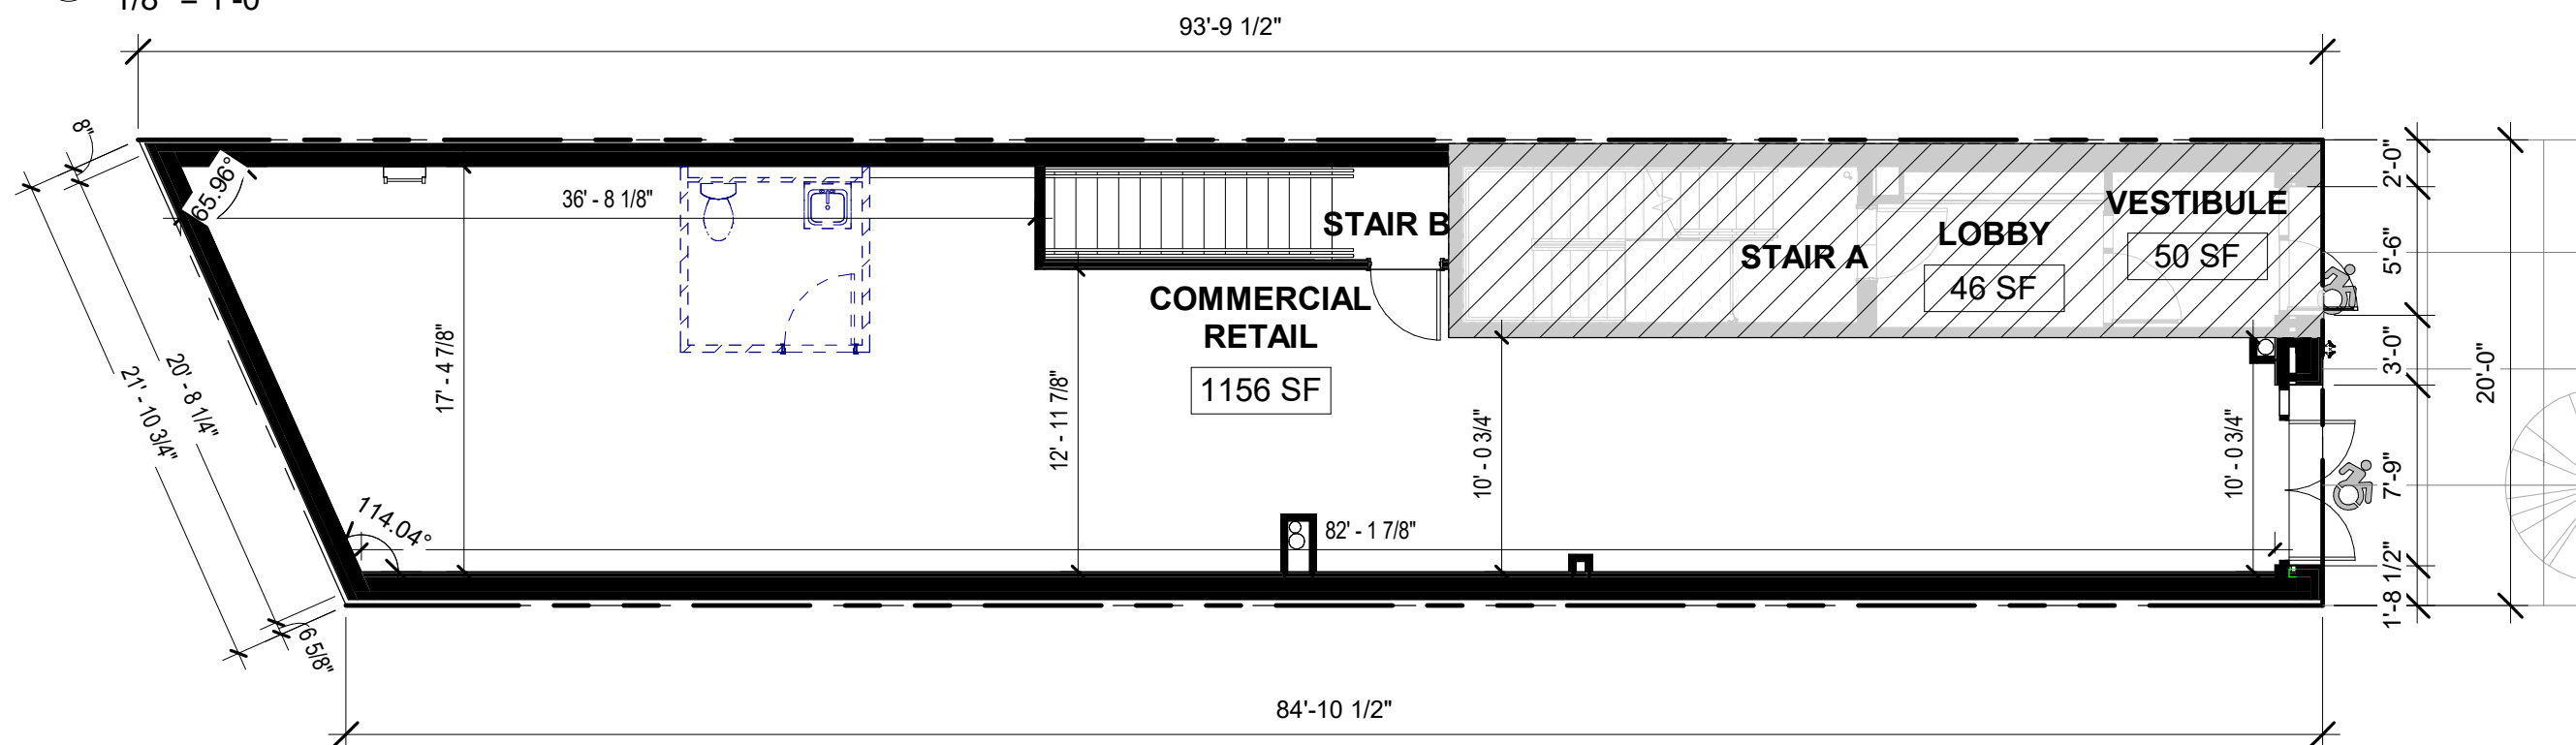 1/8" = 1'-0"
93'-9 1/2"
8"
65.96°
36' - 8 1/8"
2'-0"
VESTIBULE
50 SF
STAIR B
LOBBY
46 SF
STAIR A
5'-6"
COMMERCIAL
RETAIL
1156 SF
17' - 4 7/8"
12' - 11 7/8"
10' - 0 3/4"
10' - 0 3/4"
3'-0"
20'-0"
20' - 8 1/4"
21' - 10 3/4"
7'-9"
114.04°
82' - 1 7/8"
1'-8 1/2"
6 5/8"
84'-10 1/2"